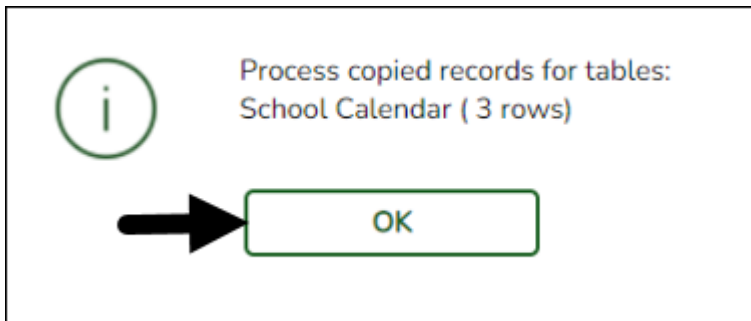 Process copied records for tables:
School Calendar ( 3 rows)
OK